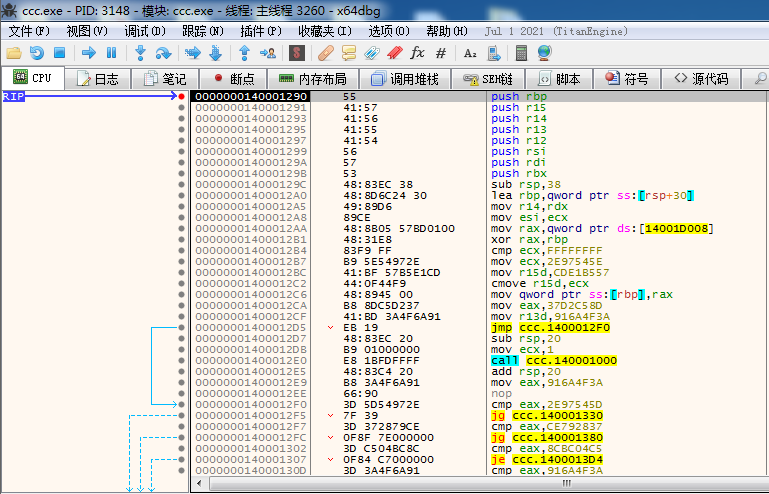 ccc.exe - PID: 3148 - 模块: ccc.exe - 线程: 主线程 3260 - x64dbg
文件(F) 视图(V) 调试(D) 跟踪(N) 插件(P) 收藏夹(I) 选项(O) 帮助(H) Jul 1 2021 (TitanEngine)
CPU 日志 笔记 断点 内存布局 调用堆栈 SEH链 脚本 符号 源代码
RIP 0000000140001290 55 push rbp
0000000140001291 41:57 push r15
0000000140001293 41:56 push r14
0000000140001295 41:55 push r13
0000000140001297 41:54 push r12
0000000140001299 56 push rsi
000000014000129A 57 push rdi
000000014000129B 53 push rbx
000000014000129C 48:83EC 38 sub rsp,38
00000001400012A0 48:8D6C24 30 lea rbp,qword ptr ss:[rsp+30]
00000001400012A5 49:89D6 mov r14,rdx
00000001400012A8 89CE mov esi,ecx
00000001400012AA 48:8B05 57BD0100 mov rax,qword ptr ds:[14001D008]
00000001400012B1 48:31E8 xor rax,rbp
00000001400012B4 83F9 FF cmp ecx,FFFFFFFF
00000001400012B7 B9 5E54972E mov ecx,2E97545E
00000001400012BC 41:BF 57B5E1CD mov r15d,CDE1B557
00000001400012C2 44:0F44F9 cmove r15d,ecx
00000001400012C6 48:8945 00 mov qword ptr ss:[rbp],rax
00000001400012CA B8 8DC5D237 mov eax,37D2C58D
00000001400012CF 41:BD 3A4F6A91 mov r13d,916A4F3A
00000001400012D5 EB 19 jmp ccc.1400012F0
00000001400012D7 48:83EC 20 sub rsp,20
00000001400012DB B9 01000000 mov ecx,1
00000001400012E0 E8 1BFDFFFF call ccc.140001000
00000001400012E5 48:83C4 20 add rsp,20
00000001400012E9 B8 3A4F6A91 mov eax,916A4F3A
00000001400012EE 66:90 nop
00000001400012F0 3D 5D54972E cmp eax,2E97545D
00000001400012F5 7F 39 jg ccc.140001330
00000001400012F7 3D 372879CE cmp eax,CE792837
00000001400012FC 0F8F 7E000000 jg ccc.140001380
0000000140001302 3D C504BC8C cmp eax,8CBC04C5
0000000140001307 0F84 C7000000 je ccc.1400013D4
000000014000130D 3D 3A4F6A91 cmp eax,916A4F3A